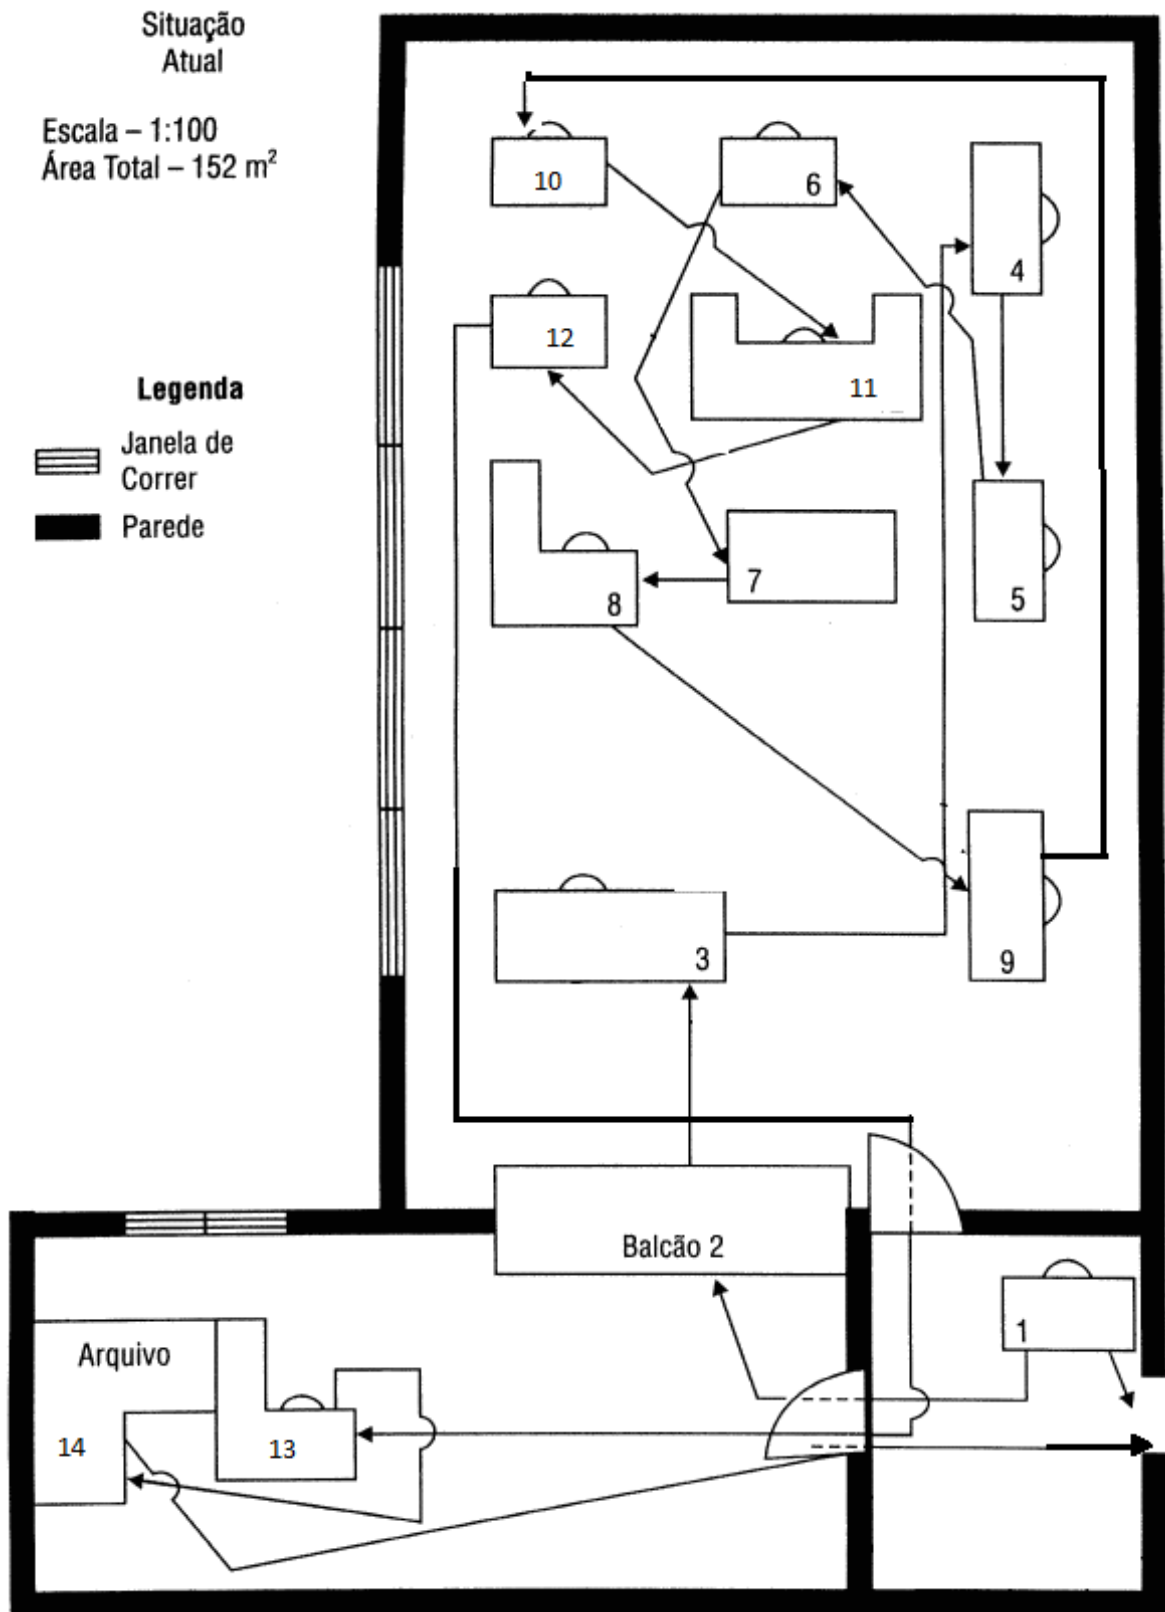 Situação
Atual
Escala – 1:100
Área Total – 152 m²
Legenda
Janela de
Correr
Parede
10
6
4
12
11
7
8
5
3
9
Balcão 2
1
Arquivo
14
13